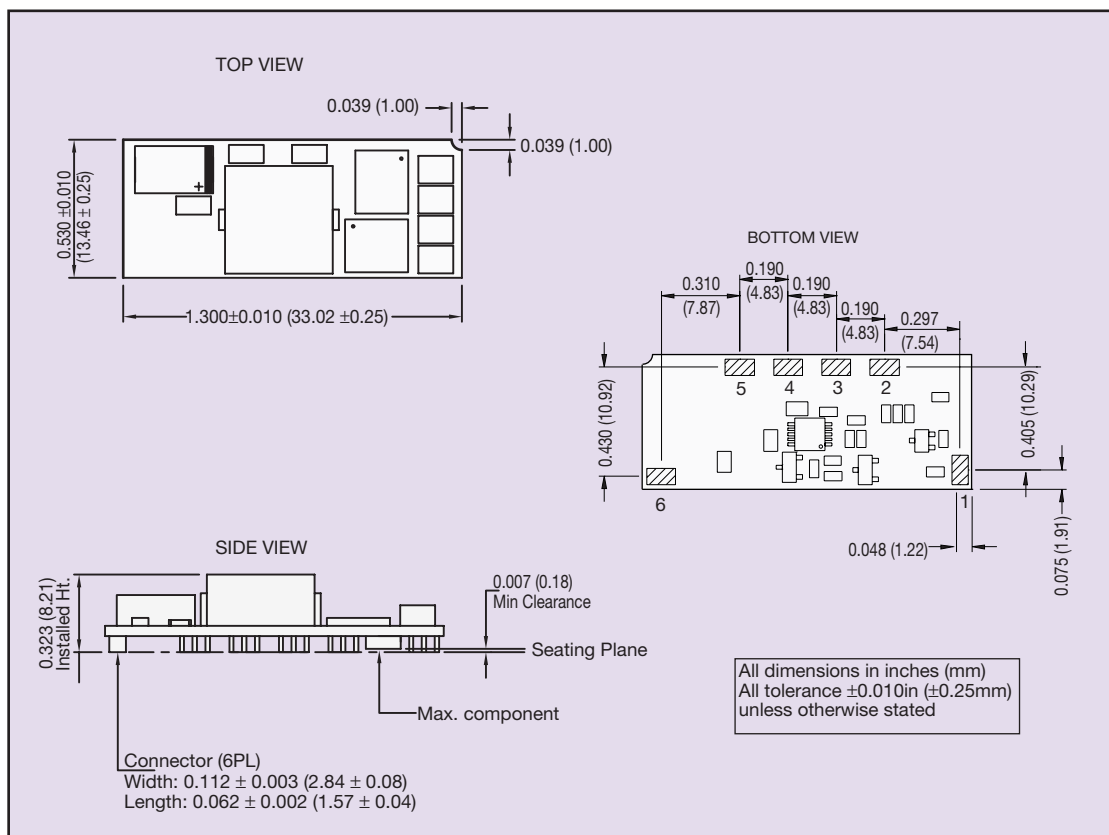 TOP VIEW
0.039 (1.00)
0.039 (1.00)
0.530 ±0.010
(13.46 ± 0.25)
1.300±0.010 (33.02 ±0.25)
BOTTOM VIEW
0.310
(7.87)
0.190
(4.83)
0.190
(4.83)
0.190
(4.83)
0.297
(7.54)
5
4
3
2
0.430 (10.92)
0.405 (10.29)
6
1
0.048 (1.22)
0.075 (1.91)
SIDE VIEW
0.323 (8.21)
Installed Ht.
0.007 (0.18)
Min Clearance
Seating Plane
Max. component
Connector (6PL)
Width: 0.112 ± 0.003 (2.84 ± 0.08)
Length: 0.062 ± 0.002 (1.57 ± 0.04)
All dimensions in inches (mm)
All tolerance ±0.010in (±0.25mm)
unless otherwise stated